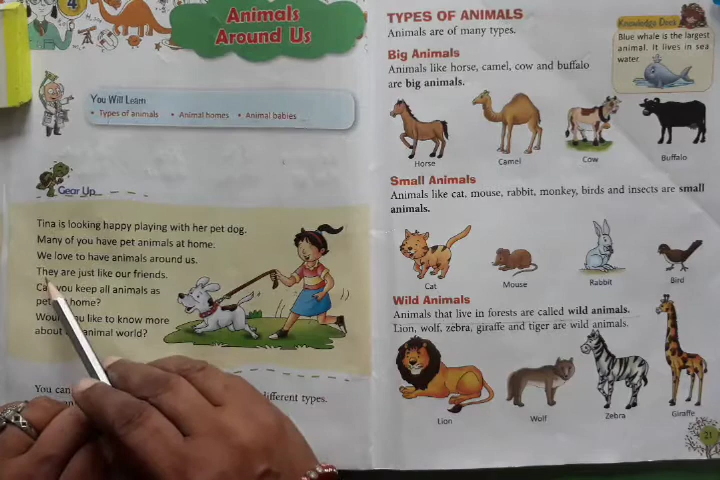 4
Animals
Around Us
You Will Learn
• Types of animals • Animal homes • Animal babies
Gear Up
Tina is looking happy playing with her pet dog.
Many of you have pet animals at home.
We love to have animals around us.
They are just like our friends.
Can you keep all animals as
pets home?
Would you like to know more
about animal world?
You can
different types.
TYPES OF ANIMALS
Animals are of many types.
Big Animals
Animals like horse, camel, cow and buffalo
are big animals.
Knowledge Desk
Blue whale is the largest
animal. It lives in sea
water.
Horse
Camel
Cow
Buffalo
Small Animals
Animals like cat, mouse, rabbit, monkey, birds and insects are small
animals.
Cat
Mouse
Rabbit
Bird
Wild Animals
Animals that live in forests are called wild animals.
Lion, wolf, zebra, giraffe and tiger are wild animals.
Lion
Wolf
Zebra
Giraffe
21